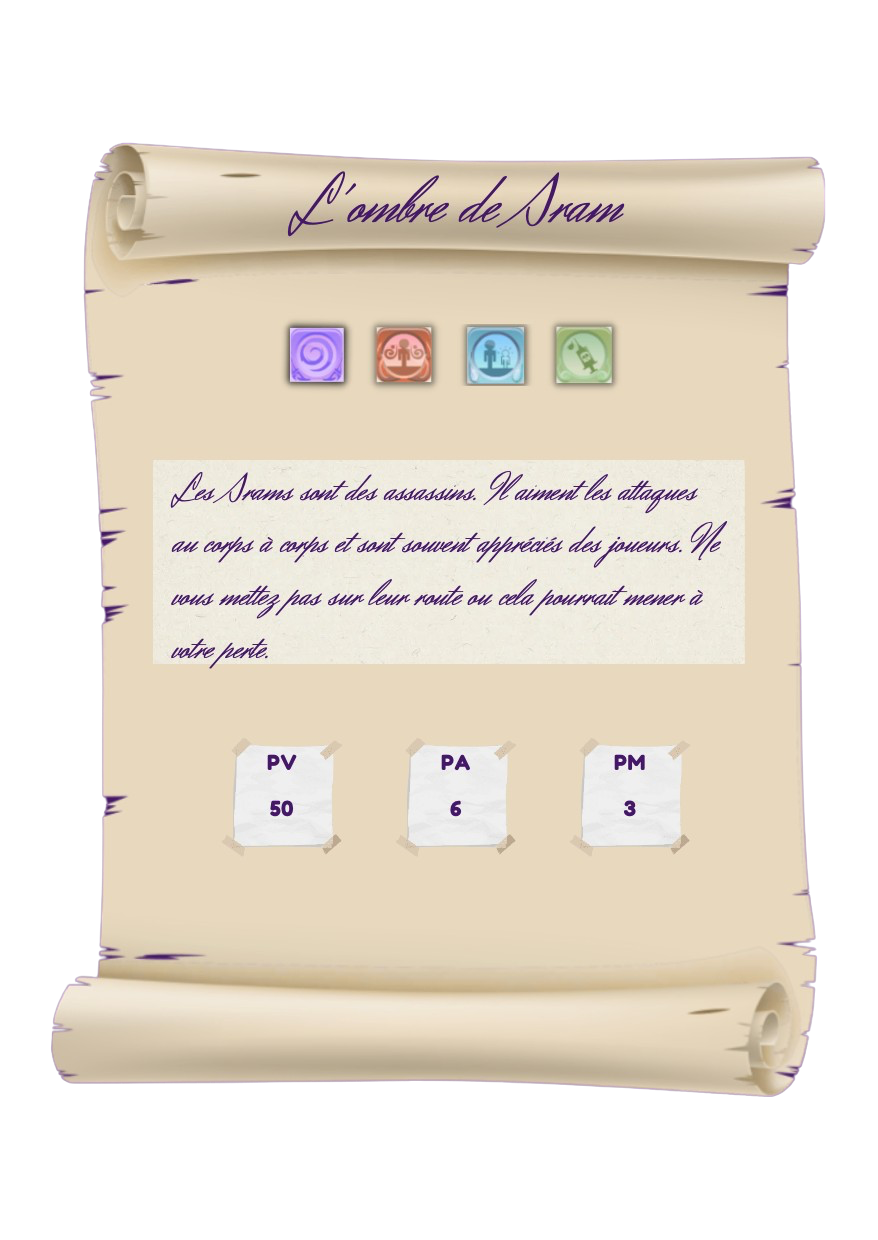 L'ombre de Sram
Les Srams sont des assassins. Il aiment les attaques
au corps à corps et sont souvent appréciés des joueurs. Ne
vous mettez pas sur leur route ou cela pourrait mener à
votre perte.
PV PA PM
50 6 3